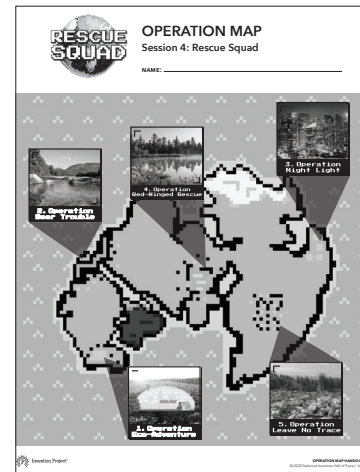 RESCUE
SQUAD
OPERATION MAP
Session 4: Rescue Squad
NAME:
3. Operation
Night Light
4. Operation
Red-Winged Rescue
2. Operation
Bear Trouble
1. Operation
Eco-Adventure
5. Operation
Leave No Trace
Invention Project®
OPERATION MAP HANDOUT